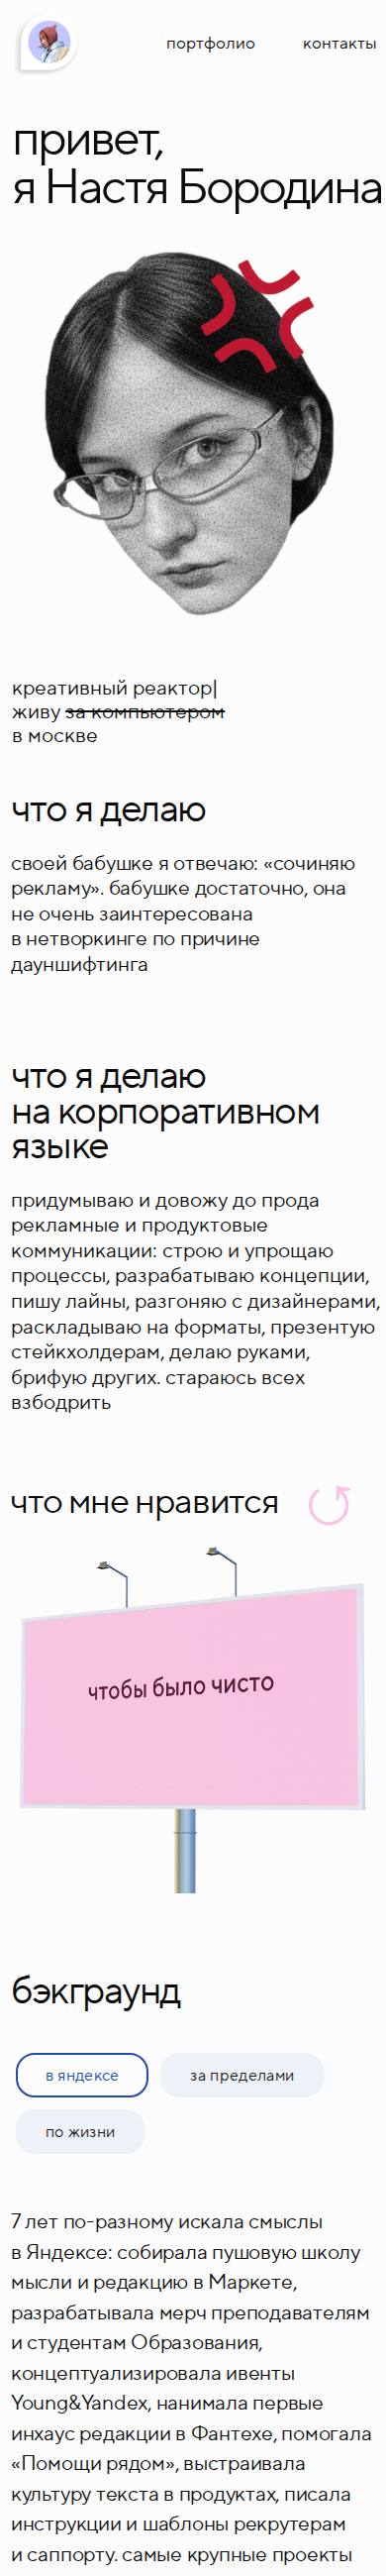 портфолио контакты
привет,
я Настя Бородина
креативный реактор|
живу за компьютером
в москве
что я делаю
своей бабушке я отвечаю: «сочиняю
рекламу». бабушке достаточно, она
не очень заинтересована
в нетворкинге по причине
дауншифтинга
что я делаю
на корпоративном
языке
придумываю и довожу до прода
рекламные и продуктовые
коммуникации: строю и упрощаю
процессы, разрабатываю концепции,
пишу лайны, разгоняю с дизайнерами,
раскладываю на форматы, презентую
стейкхолдерам, делаю руками,
брифую других. стараюсь всех
взбодрить
что мне нравится
чтобы было чисто
бэкграунд
в яндексе за пределами
по жизни
7 лет по-разному искала смыслы
в Яндексе: собирала пушовую школу
мысли и редакцию в Маркете,
разрабатывала мерч преподавателям
и студентам Образования,
концептуализировала ивенты
Young&Yandex, нанимала первые
инхаус редакции в Фантехе, помогала
«Помощи рядом», выстраивала
культуру текста в продуктах, писала
инструкции и шаблоны рекрутерам
и саппорту. самые крупные проекты